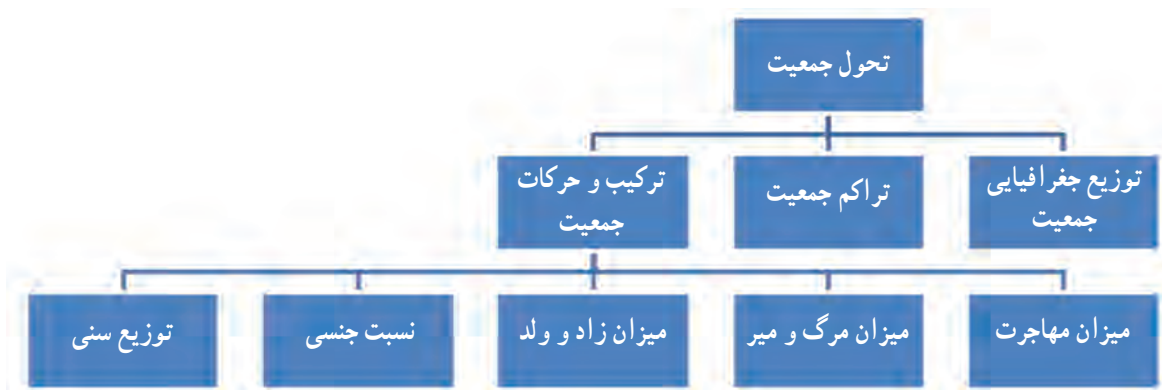 تحول جمعیت
توزیع جغرافیایی
جمعیت
تراکم جمعیت
ترکیب و حرکات
جمعیت
میزان مهاجرت
میزان مرگ و میر
میزان زاد و ولد
نسبت جنسی
توزیع سنی